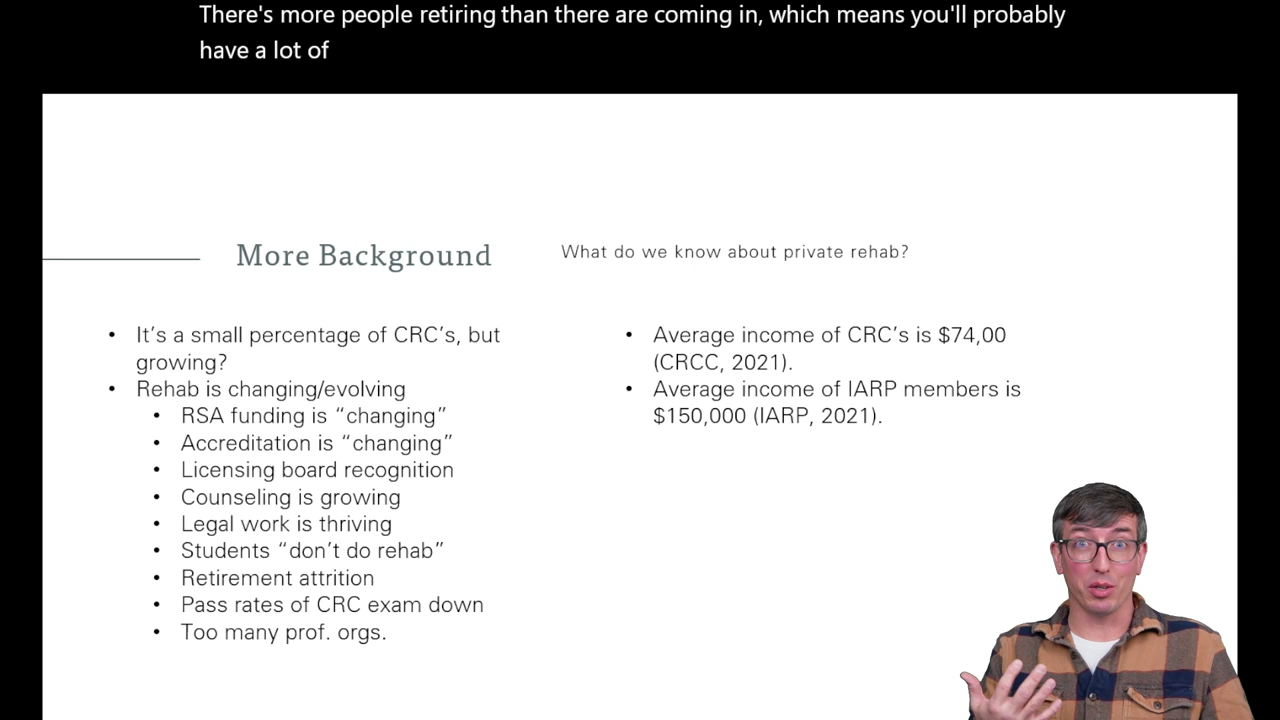 There's more people retiring than there are coming in, which means you'll probably
have a lot of
More Background
What do we know about private rehab?
• It's a small percentage of CRC's, but
growing?
• Rehab is changing/evolving
• RSA funding is “changing”
• Accreditation is “changing”
• Licensing board recognition
• Counseling is growing
• Legal work is thriving
• Students “don't do rehab”
• Retirement attrition
• Pass rates of CRC exam down
• Too many prof. orgs.
• Average income of CRC's is $74,00
(CRCC, 2021).
• Average income of IARP members is
$150,000 (IARP, 2021).